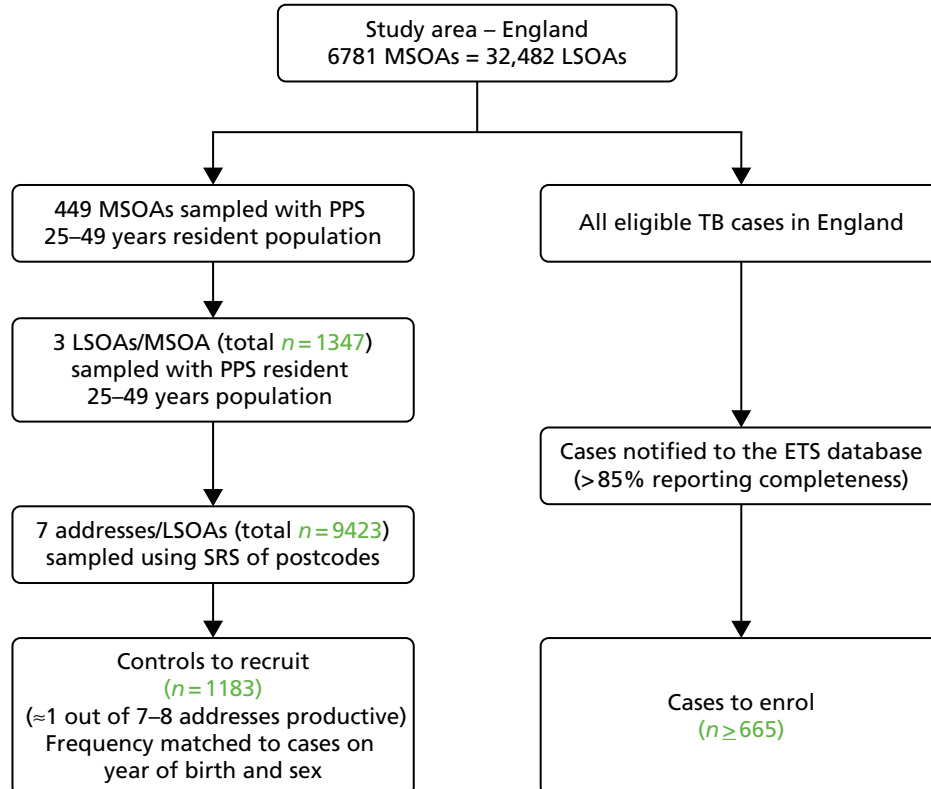 Study area – England
6781 MSOAs = 32,482 LSOAs
449 MSOAs sampled with PPS
25–49 years resident population
All eligible TB cases in England
3 LSOAs/MSOA (total n = 1347)
sampled with PPS resident
25–49 years population
Cases notified to the ETS database
(> 85% reporting completeness)
7 addresses/LSOAs (total n = 9423)
sampled using SRS of postcodes
Controls to recruit
(n = 1183)
(≈1 out of 7–8 addresses productive)
Frequency matched to cases on
year of birth and sex
Cases to enrol
(n ≥ 665)